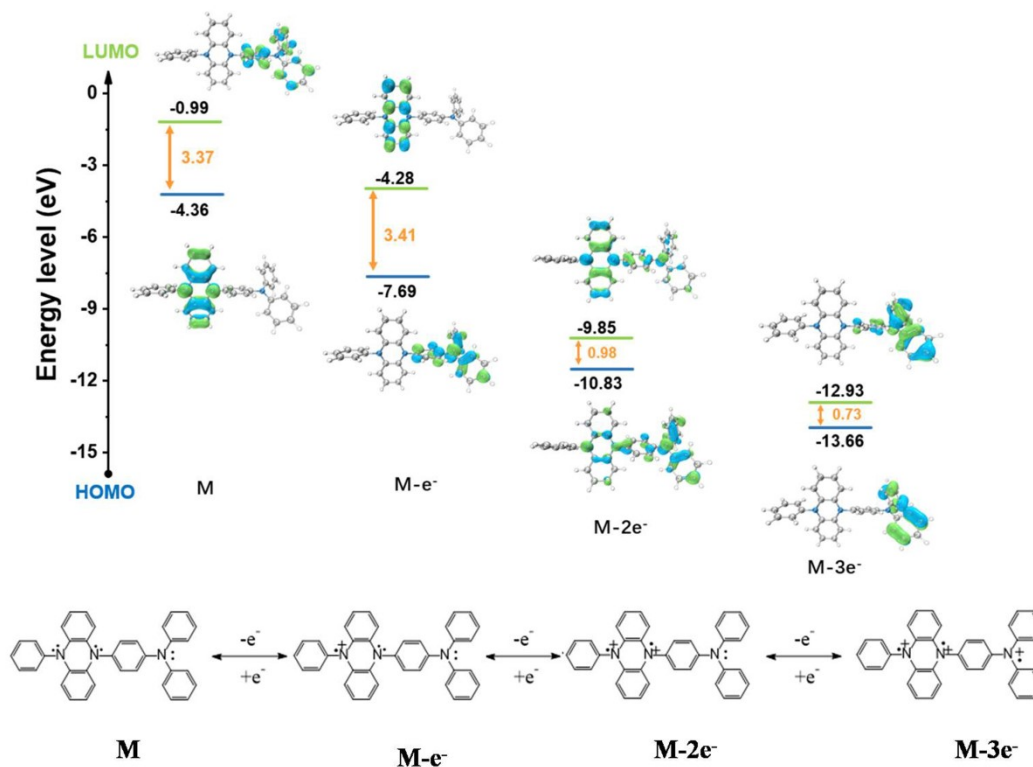 LUMO
0
-3
-6
-9
-12
-15
Energy level (eV)
HOMO
-0.99
3.37
-4.36
M
-4.28
3.41
-7.69
M-e⁻
-9.85
0.98
-10.83
M-2e⁻
-12.93
0.73
-13.66
M-3e⁻
N N N
-e⁻
+e⁻
N+ N N
-e⁻
+e⁻
N+ N+ N
-e⁻
+e⁻
N+ N+ N+
M
M-e⁻
M-2e⁻
M-3e⁻